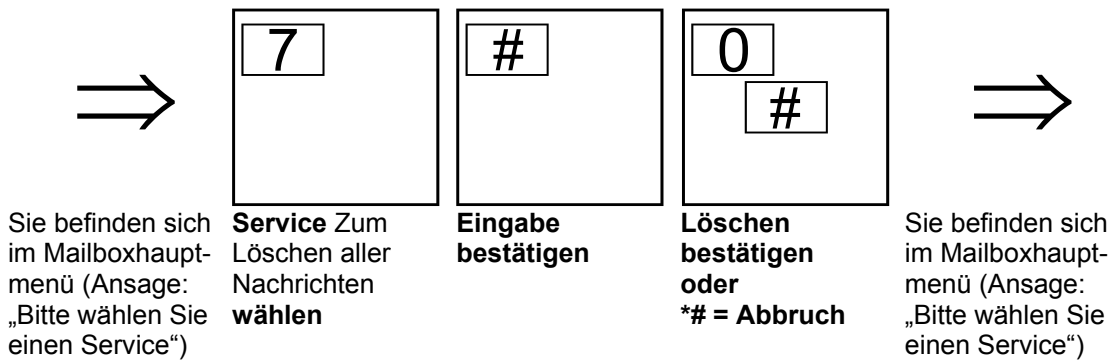 7
#
0
#
Sie befinden sich
im Mailboxhaupt-
menü (Ansage:
„Bitte wählen Sie
einen Service“)
Service Zum
Löschen aller
Nachrichten
wählen
Eingabe
bestätigen
Löschen
bestätigen
oder
*# = Abbruch
Sie befinden sich
im Mailboxhaupt-
menü (Ansage:
„Bitte wählen Sie
einen Service“)